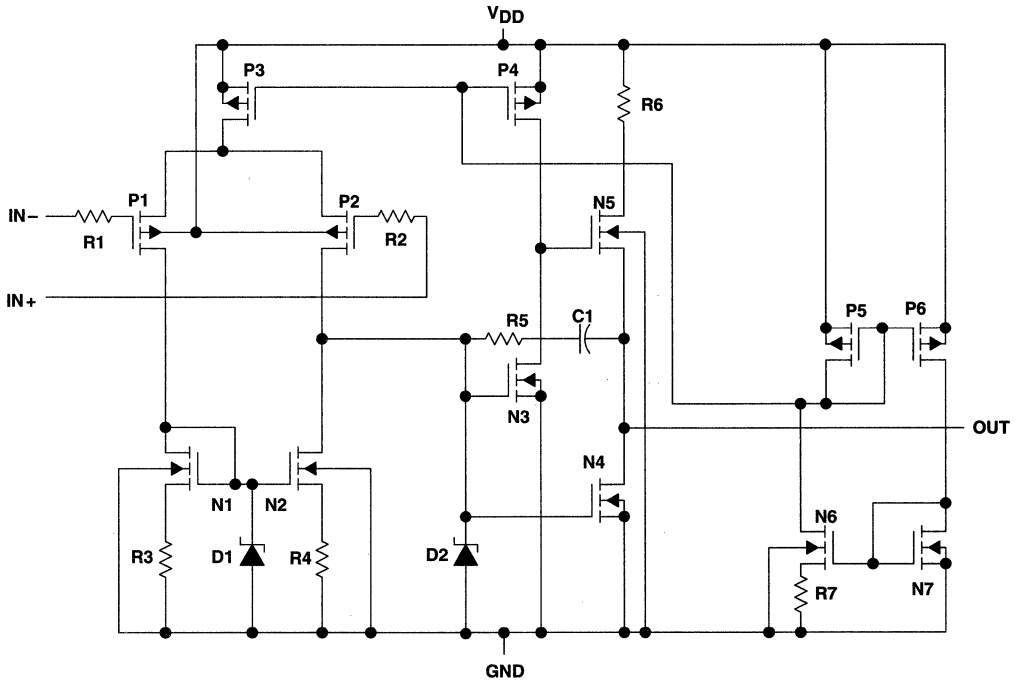 VDD
P3
P4
R6
P1
P2
N5
IN−
R1
R2
IN+
R5
C1
P5
P6
N3
OUT
N4
N1
N2
N6
R3
D1
R4
D2
R7
N7
GND